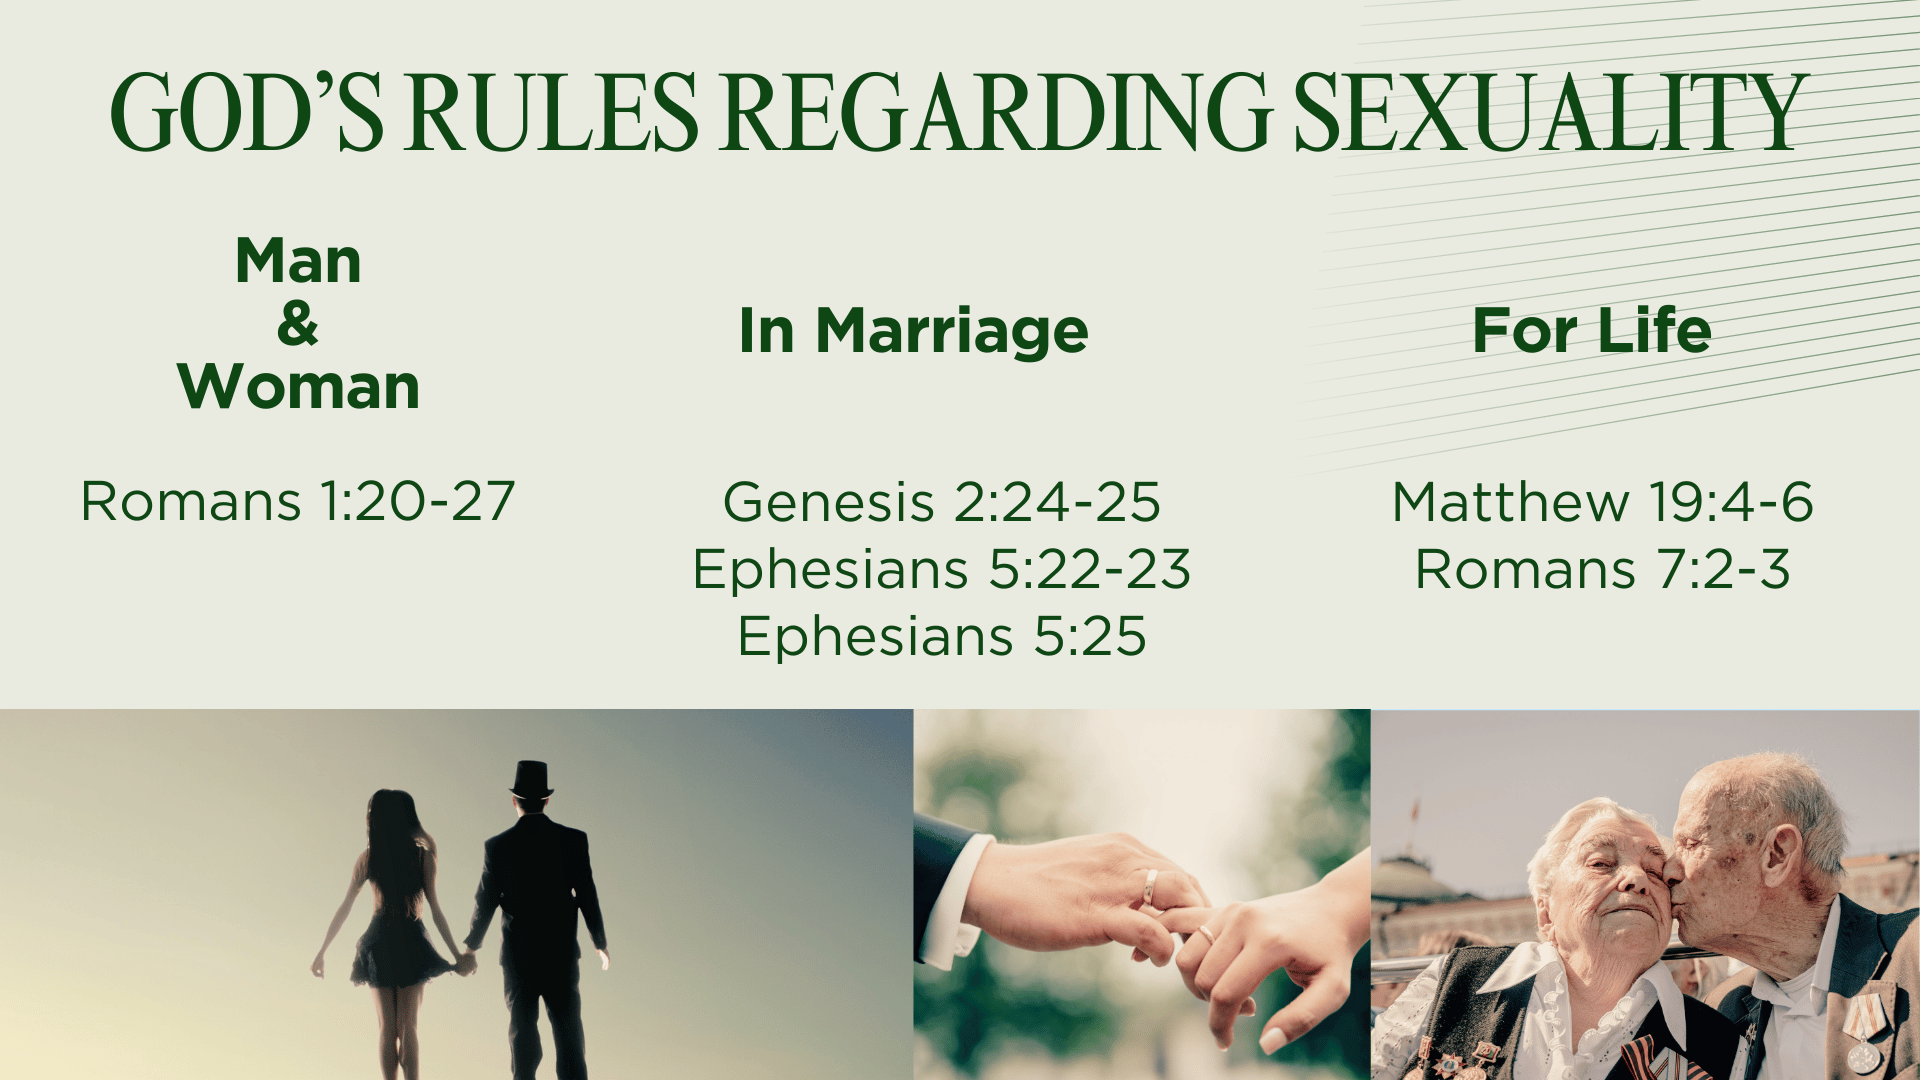 GOD’S RULES REGARDING SEXUALITY
Man
&
Woman
Romans 1:20-27
In Marriage
Genesis 2:24-25
Ephesians 5:22-23
Ephesians 5:25
For Life
Matthew 19:4-6
Romans 7:2-3